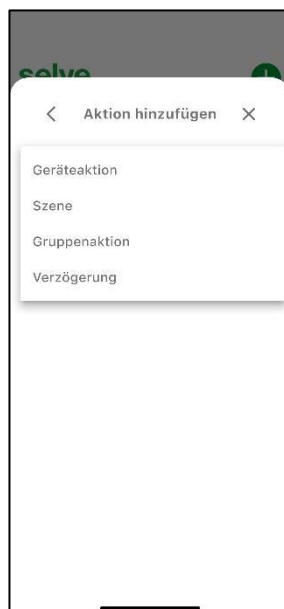 selve
Aktion hinzufügen
Geräteaktion
Szene
Gruppenaktion
Verzögerung